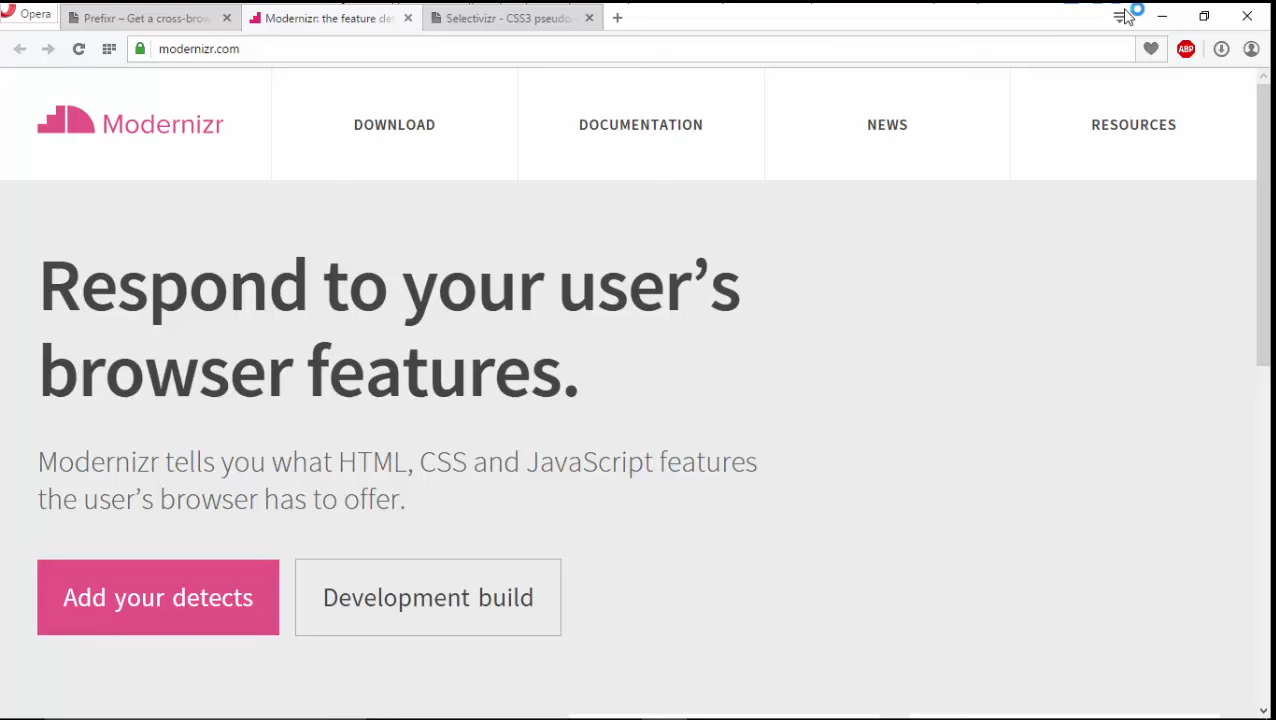 Opera
Prefixr – Get a cross-brow
Modernizr: the feature de
Selectivizr - CSS3 pseudo-
modernizr.com
ABP
Modernizr
DOWNLOAD
DOCUMENTATION
NEWS
RESOURCES
Respond to your user’s
browser features.
Modernizr tells you what HTML, CSS and JavaScript features
the user’s browser has to offer.
Add your detects
Development build